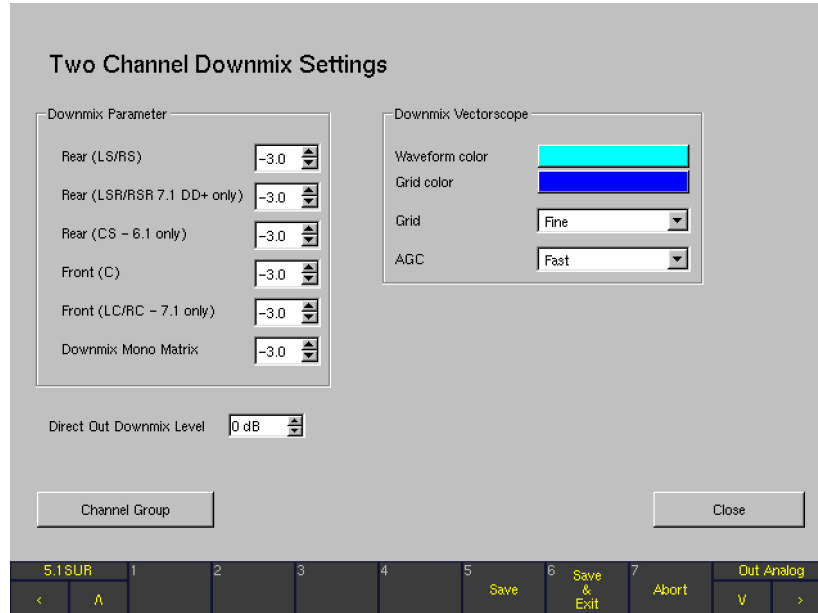 Two Channel Downmix Settings
Downmix Parameter
Rear (LS/RS) -3.0
Rear (LSR/RSR 7.1 DD+ only) -3.0
Rear (CS - 6.1 only) -3.0
Front (C) -3.0
Front (LC/RC - 7.1 only) -3.0
Downmix Mono Matrix -3.0
Downmix Vectorscope
Waveform color
Grid color
Grid Fine
AGC Fast
Direct Out Downmix Level 0 dB
Channel Group
Close
5.1SUR
< Λ
1
2
3
4
5 Save
6 Save
&
Exit
7 Abort
Out Analog
V >